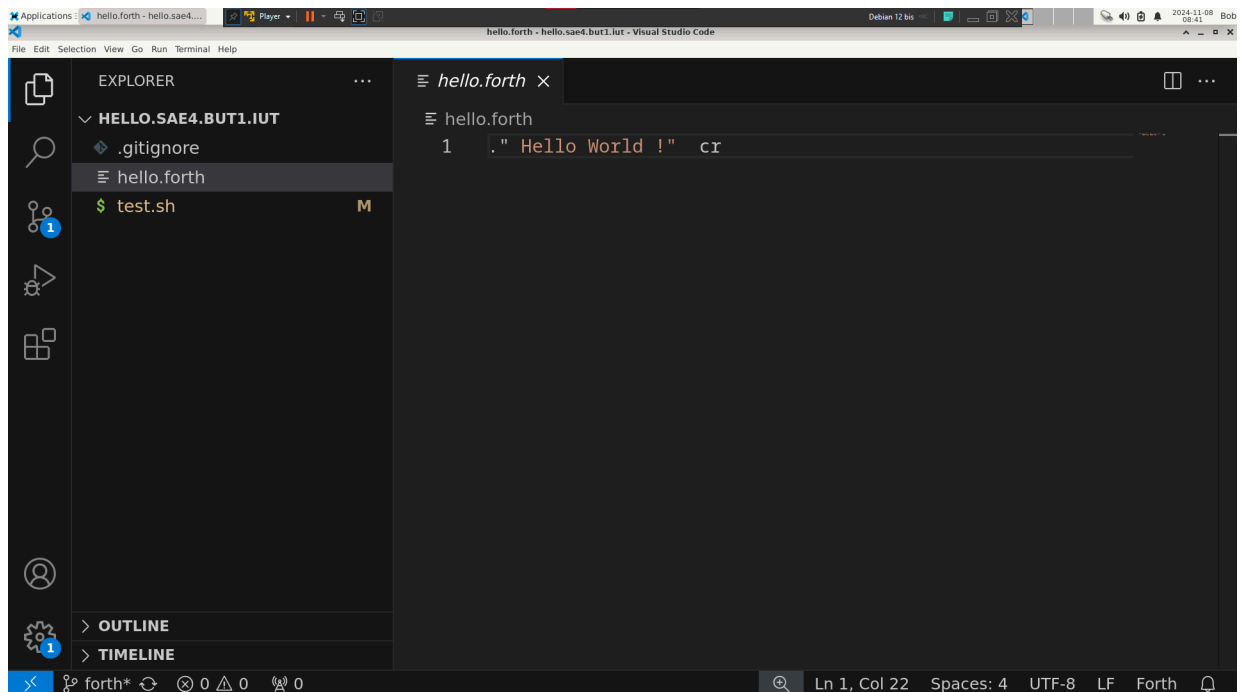 Applications hello.forth - hello.sae4.... Player Debian 12 bis 2024-11-08 08:41 Bob
hello.forth - hello.sae4.but1.iut - Visual Studio Code
File Edit Selection View Go Run Terminal Help
EXPLORER ...
HELLO.SAE4.BUT1.IUT
.gitignore
hello.forth
$ test.sh M
1
OUTLINE
TIMELINE
1
hello.forth
hello.forth
1 ." Hello World !"  cr
forth* 0 0 0 Ln 1, Col 22 Spaces: 4 UTF-8 LF Forth